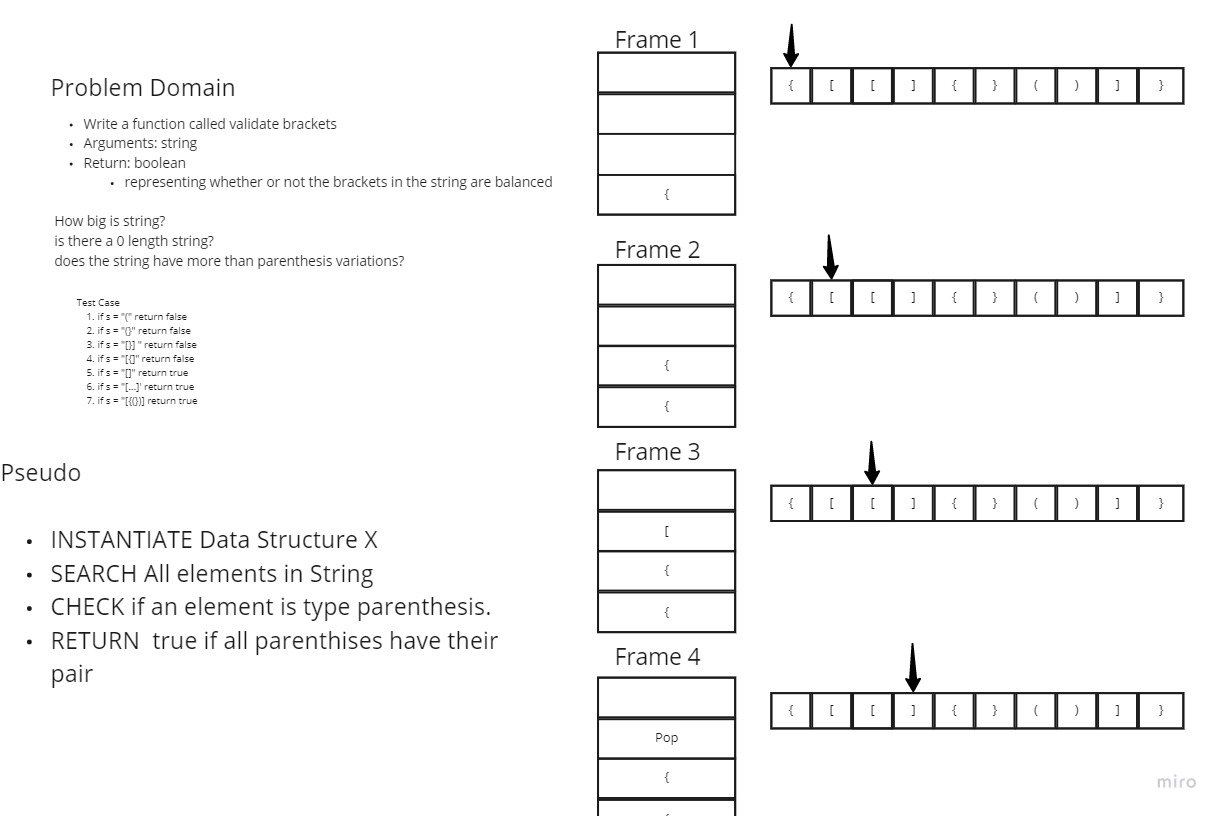 Problem Domain
• Write a function called validate brackets
• Arguments: string
• Return: boolean
• representing whether or not the brackets in the string are balanced
How big is string?
is there a 0 length string?
does the string have more than parenthesis variations?
Test Case
1. if s = "(" return false
2. if s = "(}" return false
3. if s = "[}] " return false
4. if s = "[{]" return false
5. if s = "[]" return true
6. if s = "[...]' return true
7. if s = "[{()}] return true
Pseudo
• INSTANTIATE Data Structure X
• SEARCH All elements in String
• CHECK if an element is type parenthesis.
• RETURN  true if all parenthises have their
pair
Frame 1
{ [ [ ] { } ( ) ] }
{
Frame 2
{ [ [ ] { } ( ) ] }
{
{
Frame 3
{ [ [ ] { } ( ) ] }
[
{
{
Frame 4
{ [ [ ] { } ( ) ] }
Pop
{
miro